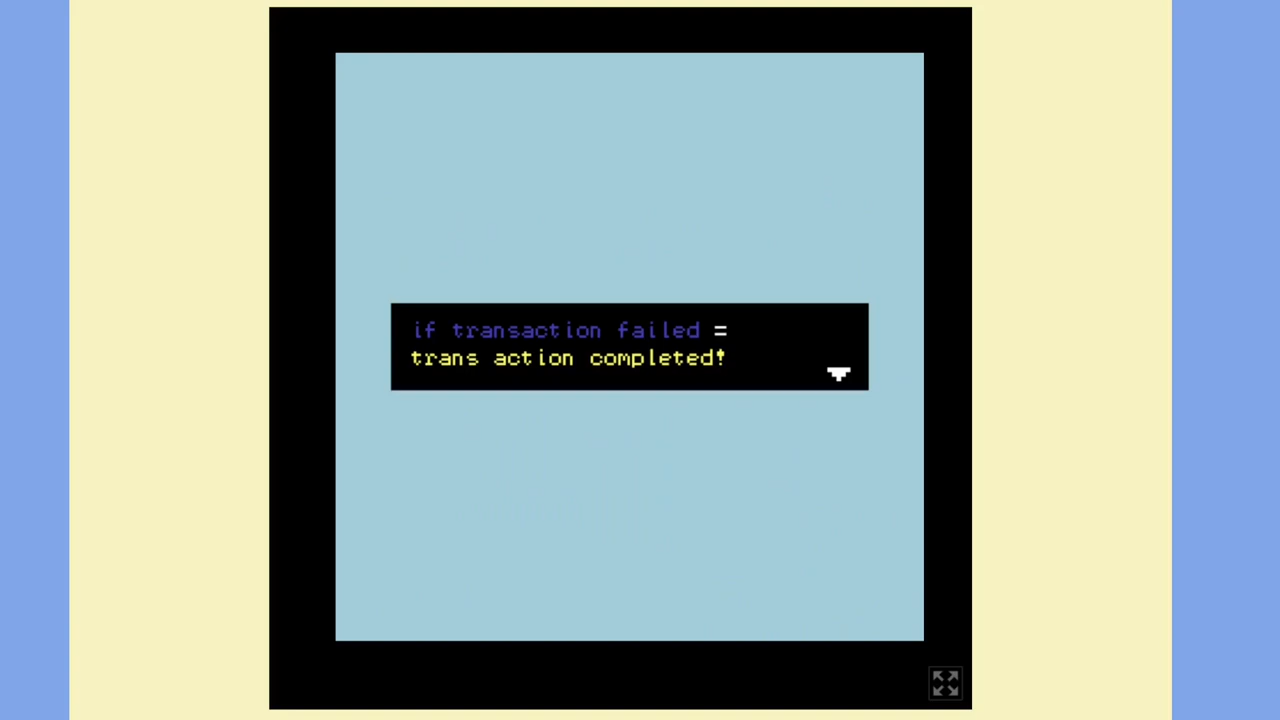 if transaction failed =
trans action completed!